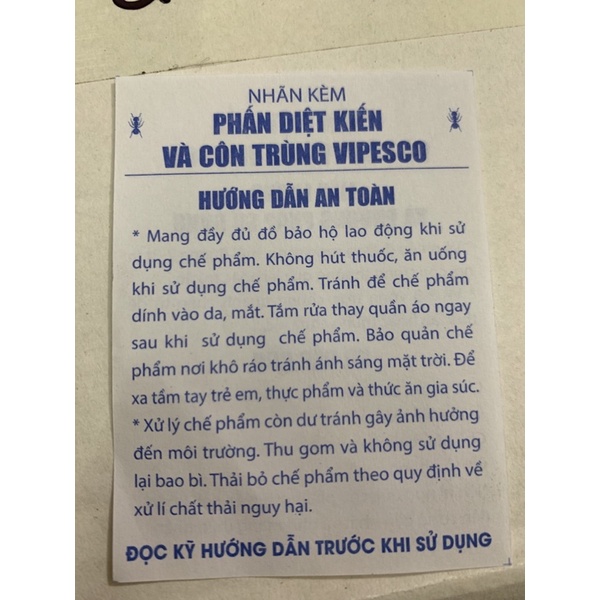 NHÃN KÈM
PHẤN DIỆT KIẾN
VÀ CÔN TRÙNG VIPESCO
HƯỚNG DẪN AN TOÀN
* Mang đầy đủ đồ bảo hộ lao động khi sử
dụng chế phẩm. Không hút thuốc, ăn uống
khi sử dụng chế phẩm. Tránh để chế phẩm
dính vào da, mắt. Tắm rửa thay quần áo ngay
sau khi sử dụng chế phẩm. Bảo quản chế
phẩm nơi khô ráo tránh ánh sáng mặt trời. Để
xa tầm tay trẻ em, thực phẩm và thức ăn gia súc.
* Xử lý chế phẩm còn dư tránh gây ảnh hưởng
đến môi trường. Thu gom và không sử dụng
lại bao bì. Thải bỏ chế phẩm theo quy định về
xử lí chất thải nguy hại.
ĐỌC KỸ HƯỚNG DẪN TRƯỚC KHI SỬ DỤNG